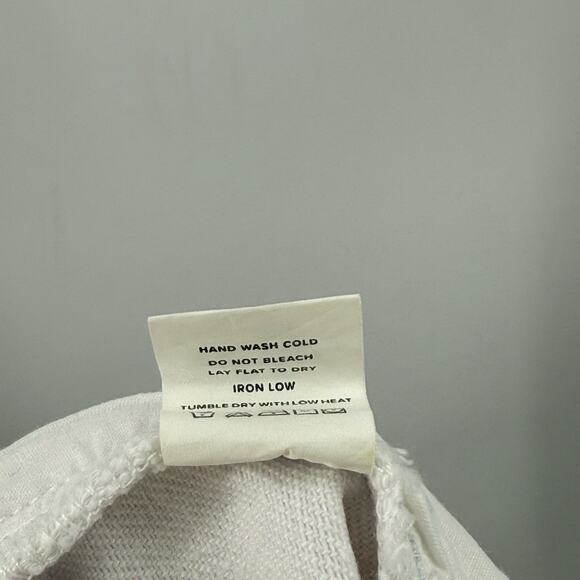 HAND WASH COLD
DO NOT BLEACH
LAY FLAT TO DRY
IRON LOW
TUMBLE DRY WITH LOW HEAT